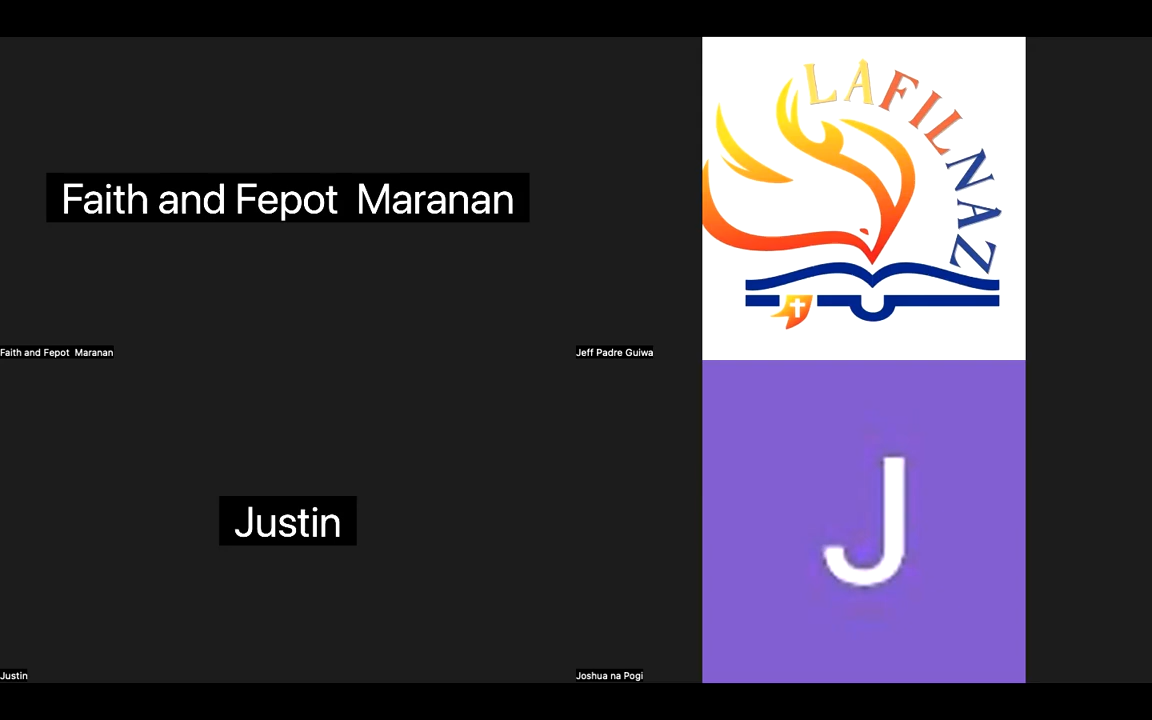 Faith and Fepot  Maranan
Faith and Fepot  Maranan
LAFILNAZ
Jeff Padre Guiwa
Justin
Justin
J
Joshua na Pogi